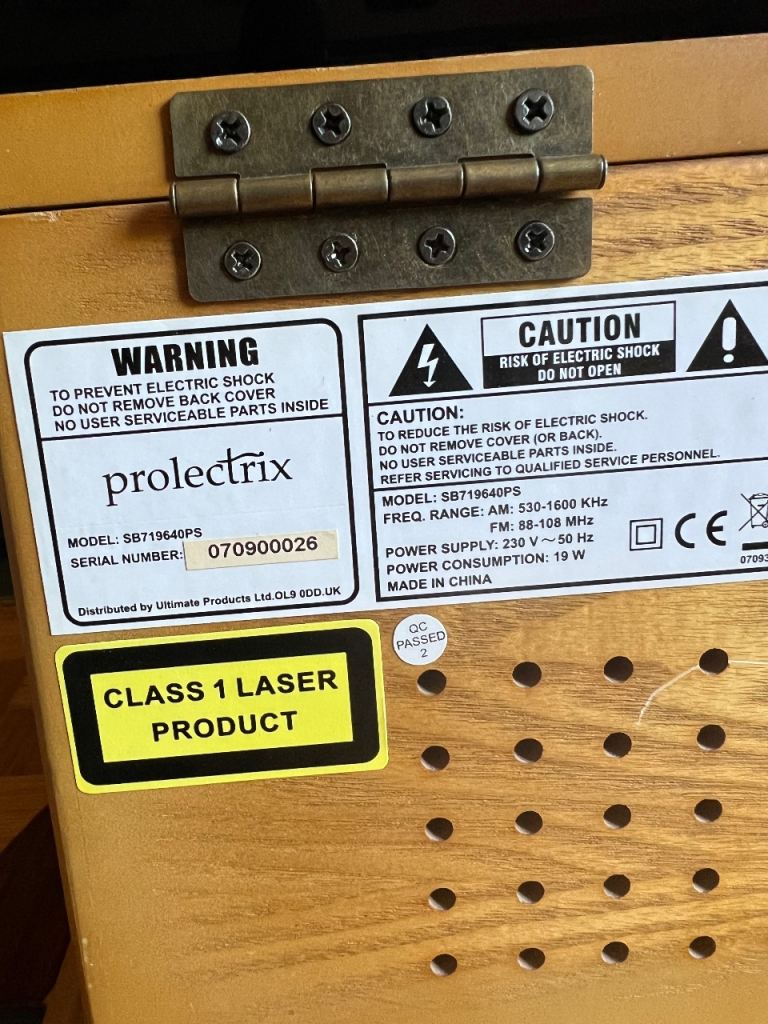 WARNING
TO PREVENT ELECTRIC SHOCK
DO NOT REMOVE BACK COVER
NO USER SERVICEABLE PARTS INSIDE
prolectrix
MODEL: SB719640PS
SERIAL NUMBER: 070900026
Distributed by Ultimate Products Ltd.OL9 0DD.UK
CAUTION
RISK OF ELECTRIC SHOCK
DO NOT OPEN
CAUTION:
TO REDUCE THE RISK OF ELECTRIC SHOCK.
DO NOT REMOVE COVER (OR BACK).
NO USER SERVICEABLE PARTS INSIDE.
REFER SERVICING TO QUALIFIED SERVICE PERSONNEL.
MODEL: SB719640PS
FREQ. RANGE: AM: 530-1600 KHz
FM: 88-108 MHz
POWER SUPPLY: 230 V ~ 50 Hz
POWER CONSUMPTION: 19 W
MADE IN CHINA
CE
07093
QC
PASSED
2
CLASS 1 LASER
PRODUCT